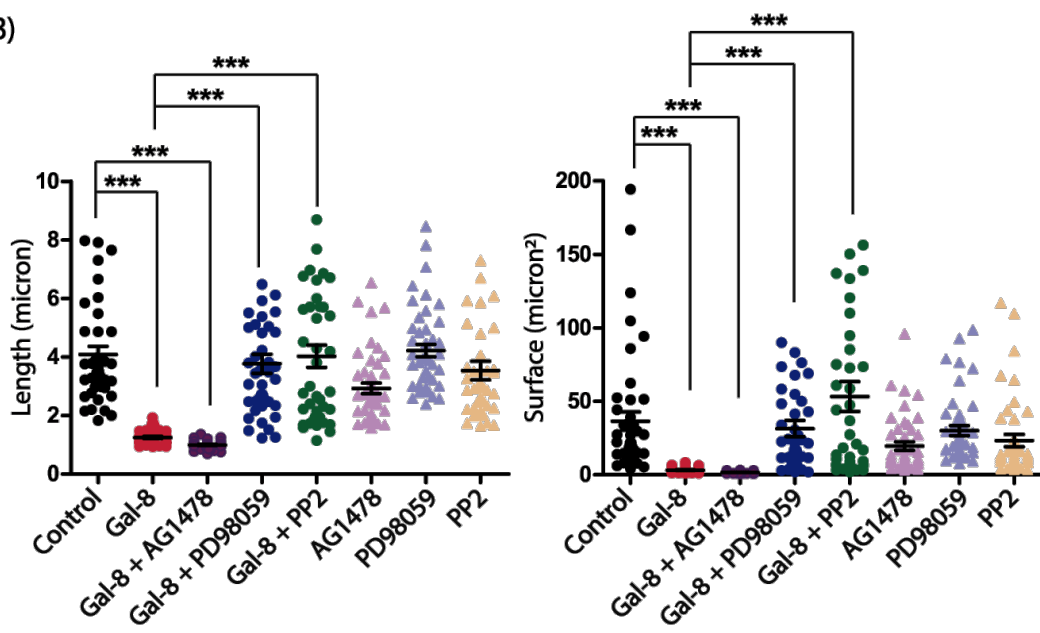 B)
***
***
***
***
10
8
6
4
2
0
Length (micron)
Control
Gal-8
Gal-8 + AG1478
Gal-8 + PD98059
Gal-8 + PP2
AG1478
PD98059
PP2
***
***
***
***
200
150
100
50
0
Surface (micron²)
Control
Gal-8
Gal-8 + AG1478
Gal-8 + PD98059
Gal-8 + PP2
AG1478
PD98059
PP2